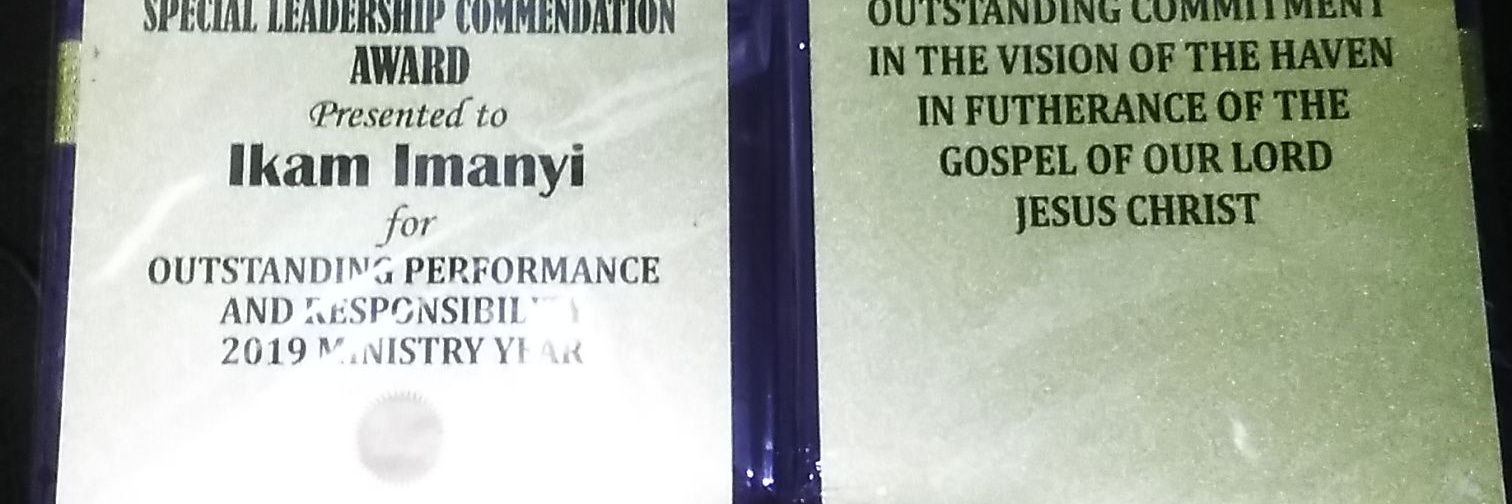 SPECIAL LEADERSHIP COMMENDATION
AWARD
Presented to
Ikam Imanyi
for
OUTSTANDING PERFORMANCE
AND RESPONSIBILITY
2019 MINISTRY YEAR
OUTSTANDING COMMITMENT
IN THE VISION OF THE HAVEN
IN FUTHERANCE OF THE
GOSPEL OF OUR LORD
JESUS CHRIST